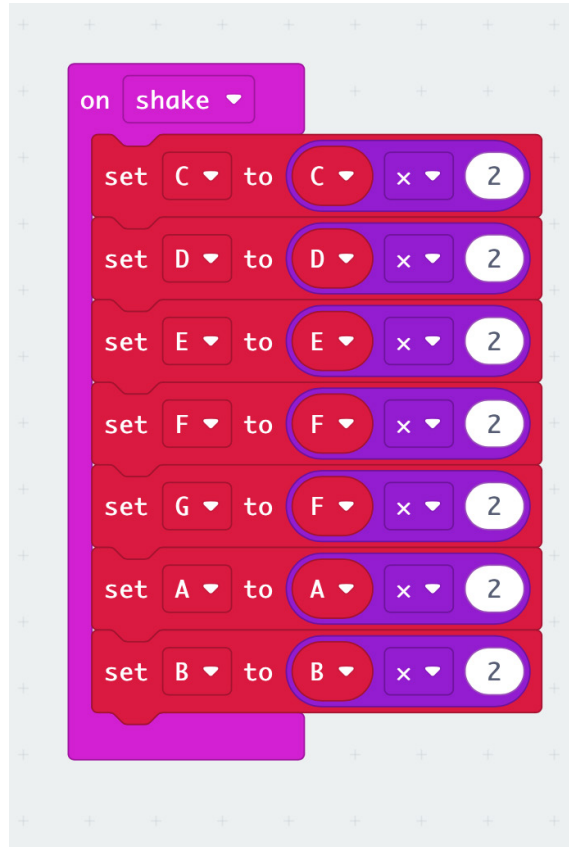 on shake
set C to C × 2
set D to D × 2
set E to E × 2
set F to F × 2
set G to F × 2
set A to A × 2
set B to B × 2